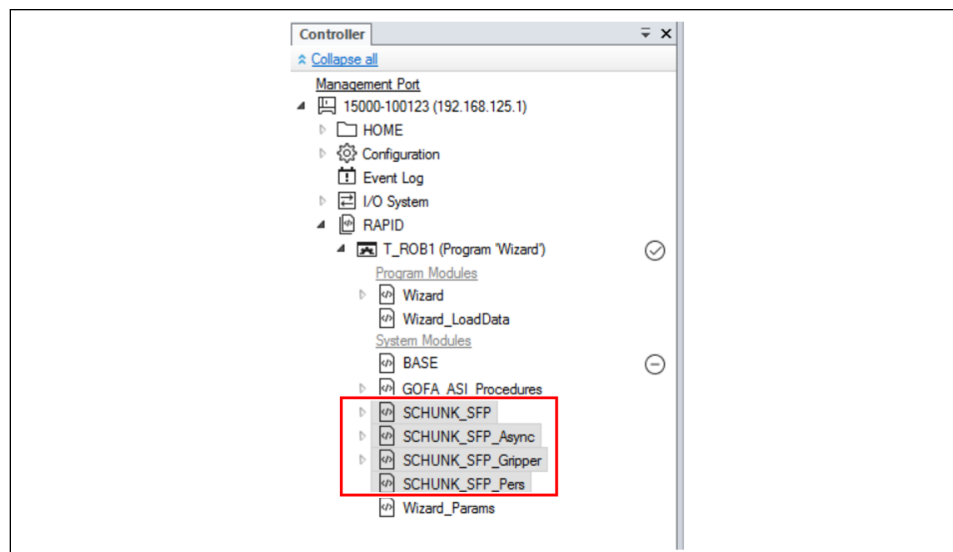 Controller
Collapse all
Management Port
15000-100123 (192.168.125.1)
HOME
Configuration
Event Log
I/O System
RAPID
T_ROB1 (Program 'Wizard')
Program Modules
Wizard
Wizard_LoadData
System Modules
BASE
GOFA_ASI_Procedures
SCHUNK_SFP
SCHUNK_SFP_Async
SCHUNK_SFP_Gripper
SCHUNK_SFP_Pers
Wizard_Params